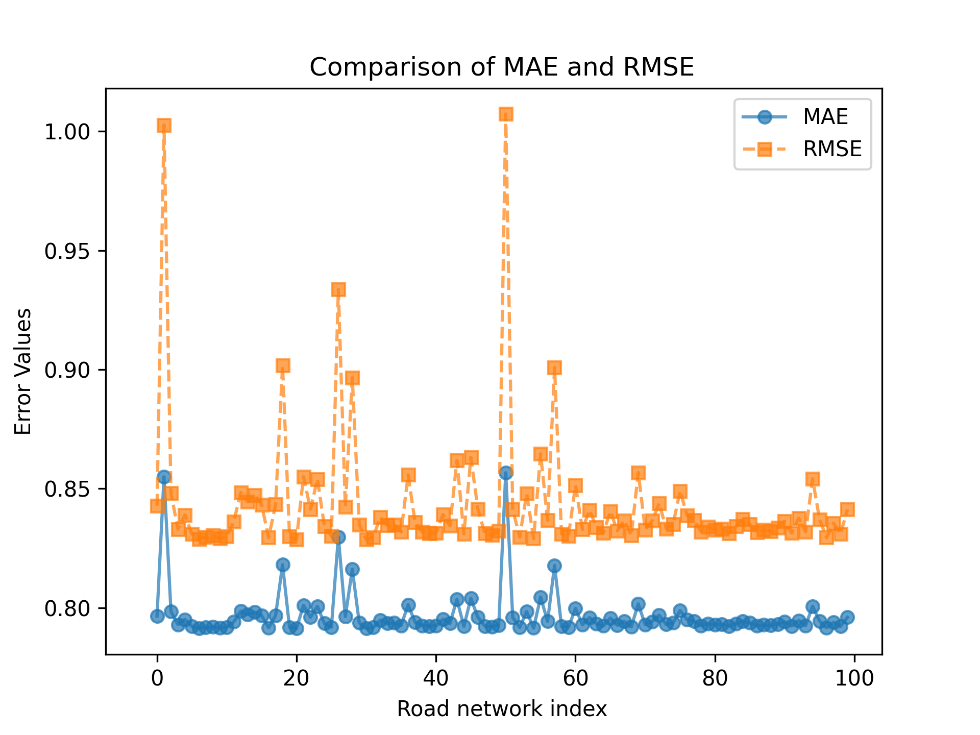 Comparison of MAE and RMSE
MAE
RMSE
1.00
0.95
0.90
0.85
0.80
Error Values
0
20
40
60
80
100
Road network index